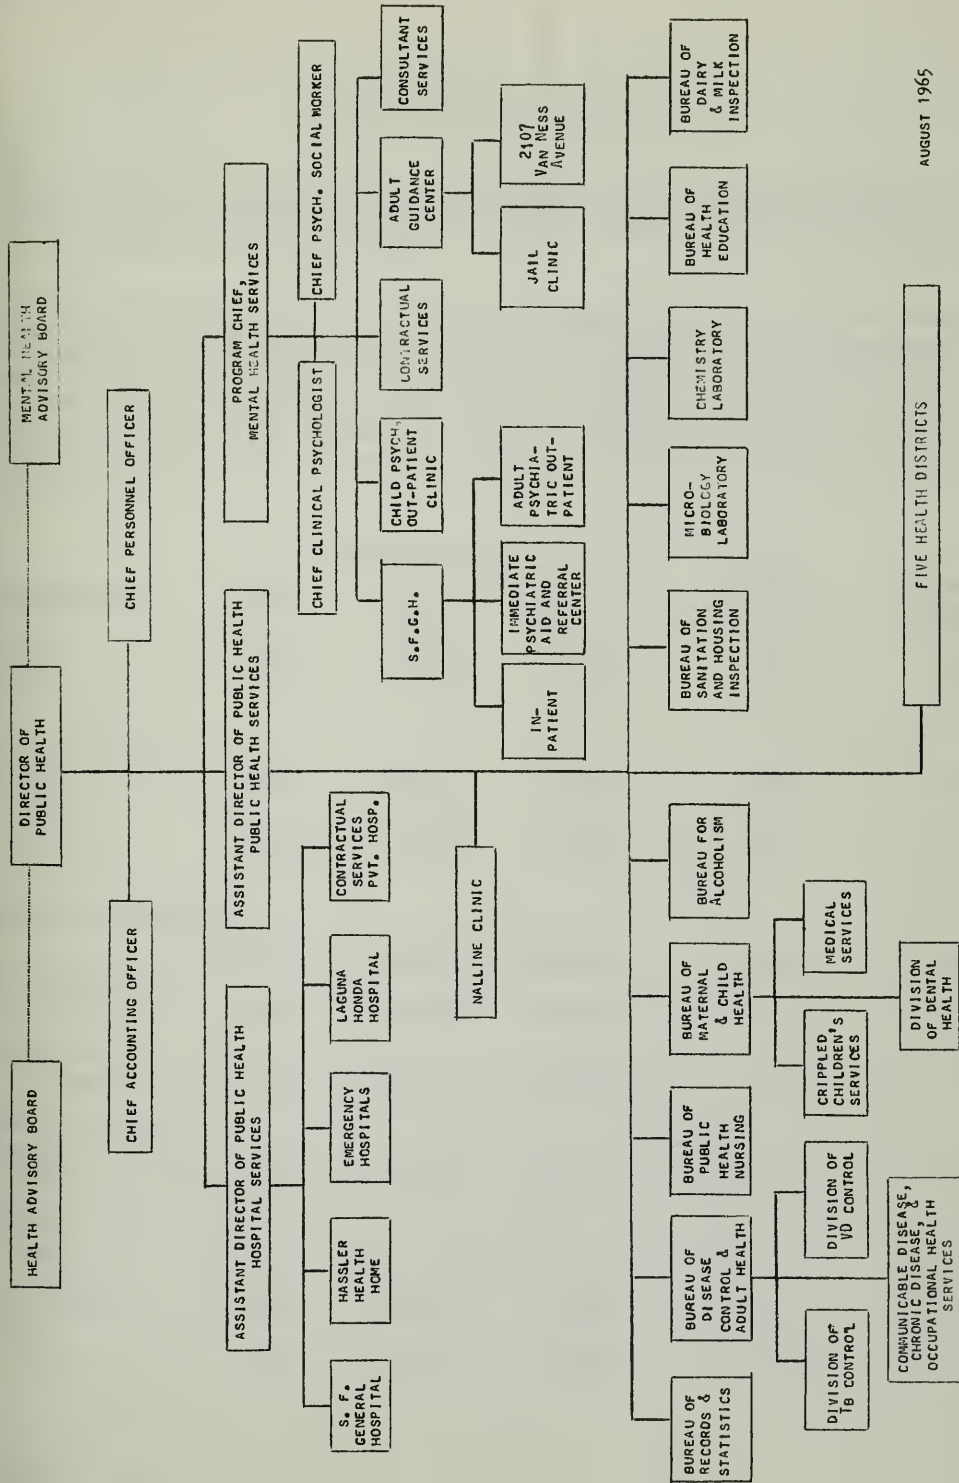 HEALTH ADVISORY BOARD
DIRECTOR OF
PUBLIC HEALTH
MENTAL HEALTH
ADVISORY BOARD
CHIEF ACCOUNTING OFFICER
CHIEF PERSONNEL OFFICER
ASSISTANT DIRECTOR OF PUBLIC HEALTH
HOSPITAL SERVICES
ASSISTANT DIRECTOR OF PUBLIC HEALTH
PUBLIC HEALTH SERVICES
PROGRAM CHIEF,
MENTAL HEALTH SERVICES
CHIEF CLINICAL PSYCHOLOGIST
CHIEF PSYCH. SOCIAL WORKER
S. F.
GENERAL
HOSPITAL
HASSLER
HEALTH
HOME
EMERGENCY
HOSPITALS
LAGUNA
HONDA
HOSPITAL
CONTRACTUAL
SERVICES
PVT. HOSP.
S.F.G.H.
CHILD PSYCH.
OUT-PATIENT
CLINIC
CONTRACTUAL
SERVICES
ADULT
GUIDANCE
CENTER
CONSULTANT
SERVICES
IN-
PATIENT
IMMEDIATE
PSYCHIATRIC
AID AND
REFERRAL
CENTER
ADULT
PSYCHIA-
TRIC OUT-
PATIENT
JAIL
CLINIC
2107
VAN NESS
AVENUE
NALLINE CLINIC
BUREAU OF
RECORDS &
STATISTICS
BUREAU OF
DISEASE
CONTROL &
ADULT HEALTH
BUREAU OF
PUBLIC
HEALTH
NURSING
BUREAU OF
MATERNAL
& CHILD
HEALTH
BUREAU FOR
ALCOHOLISM
BUREAU OF
SANITATION
AND HOUSING
INSPECTION
MICRO-
BIOLOGY
LABORATORY
CHEMISTRY
LABORATORY
BUREAU OF
HEALTH
EDUCATION
BUREAU OF
DAIRY
& MILK
INSPECTION
DIVISION OF
TB CONTROL
DIVISION OF
VD CONTROL
CRIPPLED
CHILDREN'S
SERVICES
MEDICAL
SERVICES
COMMUNICABLE DISEASE,
CHRONIC DISEASE, &
OCCUPATIONAL HEALTH
SERVICES
DIVISION
OF DENTAL
HEALTH
FIVE HEALTH DISTRICTS
AUGUST 1965